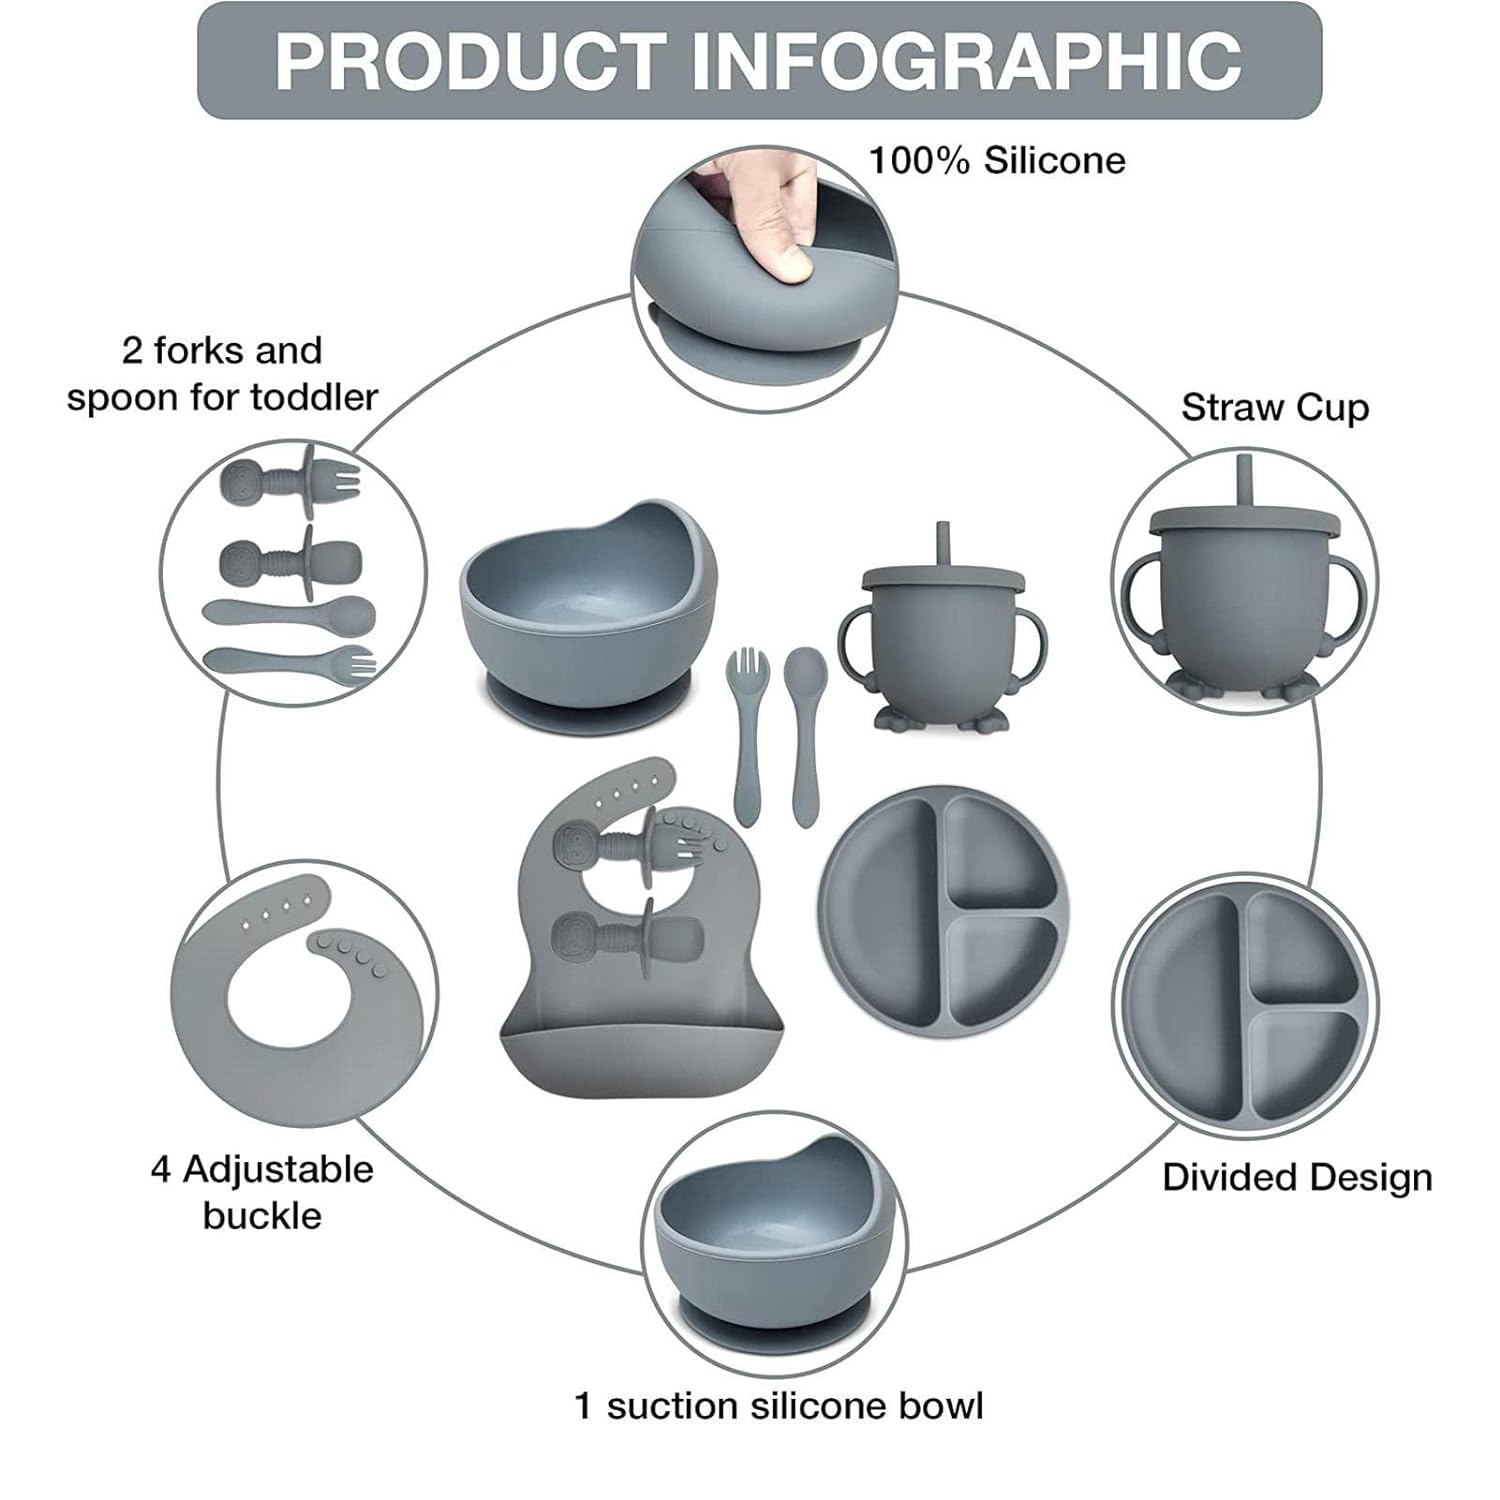 PRODUCT INFOGRAPHIC
100% Silicone
2 forks and
spoon for toddler
Straw Cup
4 Adjustable
buckle
Divided Design
1 suction silicone bowl